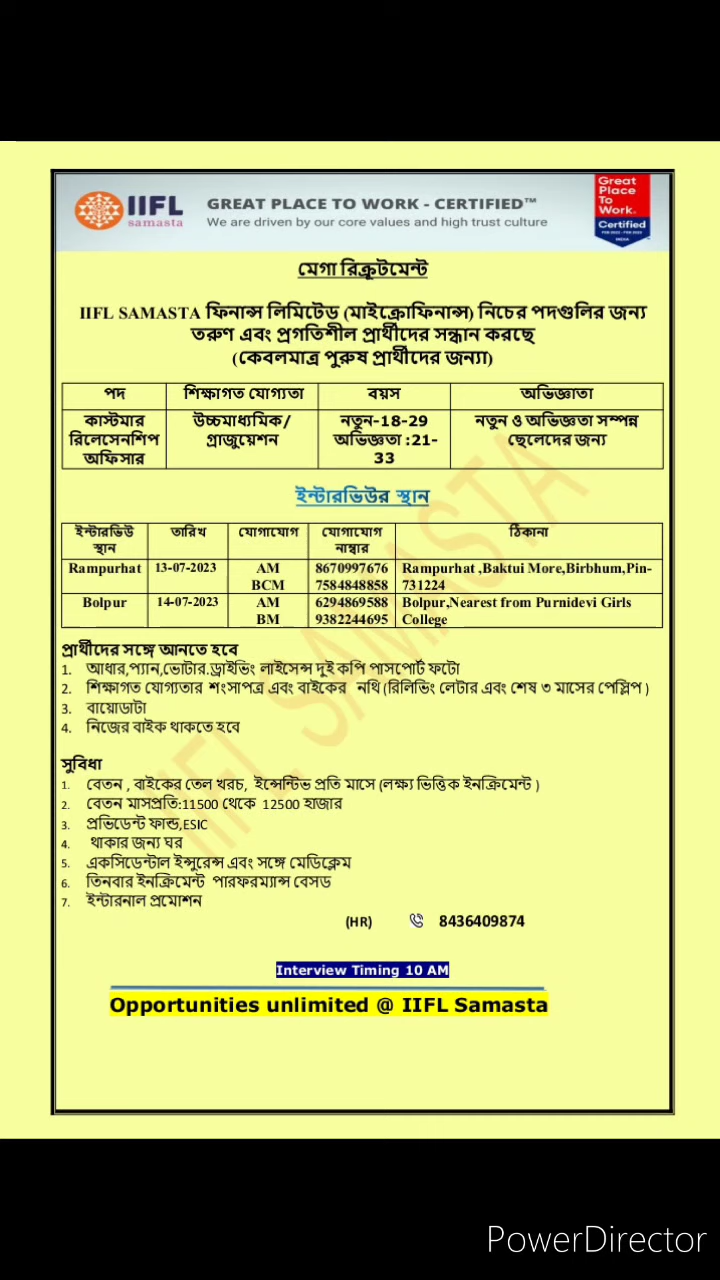 IIFL
samasta
GREAT PLACE TO WORK - CERTIFIED™
We are driven by our core values and high trust culture
Great
Place
To
Work.
Certified
INDIA
মেগা রিক্রুটমেন্ট
IIFL SAMASTA ফিনান্স লিমিটেড (মাইক্রোফিনান্স) নিচের পদগুলির জন্য
তরুণ এবং প্রগতিশীল প্রার্থীদের সন্ধান করছে
(কেবলমাত্র পুরুষ প্রার্থীদের জন্যা)
পদ শিক্ষাগত যোগ্যতা বয়স অভিজ্ঞাতা
কাস্টমার উচ্চমাধ্যমিক/ নতুন-18-29 নতুন ও অভিজ্ঞতা সম্পন্ন
রিলেসেনশিপ গ্রাজুয়েশন অভিজ্ঞতা :21- ছেলেদের জন্য
অফিসার 33
ইন্টারভিউর স্থান
ইন্টারভিউ তারিখ যোগাযোগ যোগাযোগ ঠিকানা
স্থান নাম্বার
Rampurhat 13-07-2023 AM 8670997676 Rampurhat ,Baktui More,Birbhum,Pin-
BCM 7584848858 731224
Bolpur 14-07-2023 AM 6294869588 Bolpur,Nearest from Purnidevi Girls
BM 9382244695 College
প্রার্থীদের সঙ্গে আনতে হবে
1. আধার,প্যান,ভোটার.ড্রাইভিং লাইসেন্স দুই কপি পাসপোর্ট ফটো
2. শিক্ষাগত যোগ্যতার শংসাপত্র এবং বাইকের নথি (রিলিভিং লেটার এবং শেষ ৩ মাসের পেস্লিপ )
3. বায়োডাটা
4. নিজের বাইক থাকতে হবে
সুবিধা
1. বেতন , বাইকের তেল খরচ, ইন্সেন্টিভ প্রতি মাসে (লক্ষ্য ভিত্তিক ইনক্রিমেন্ট )
2. বেতন মাসপ্রতি:11500 থেকে 12500 হাজার
3. প্রভিডেন্ট ফান্ড,ESIC
4. থাকার জন্য ঘর
5. একসিডেন্টাল ইন্সুরেন্স এবং সঙ্গে মেডিক্লেম
6. তিনবার ইনক্রিমেন্ট পারফরম্যান্স বেসড
7. ইন্টারনাল প্রমোশন
(HR) 8436409874
Interview Timing 10 AM
Opportunities unlimited @ IIFL Samasta
IIFL SAMASTA
PowerDirector